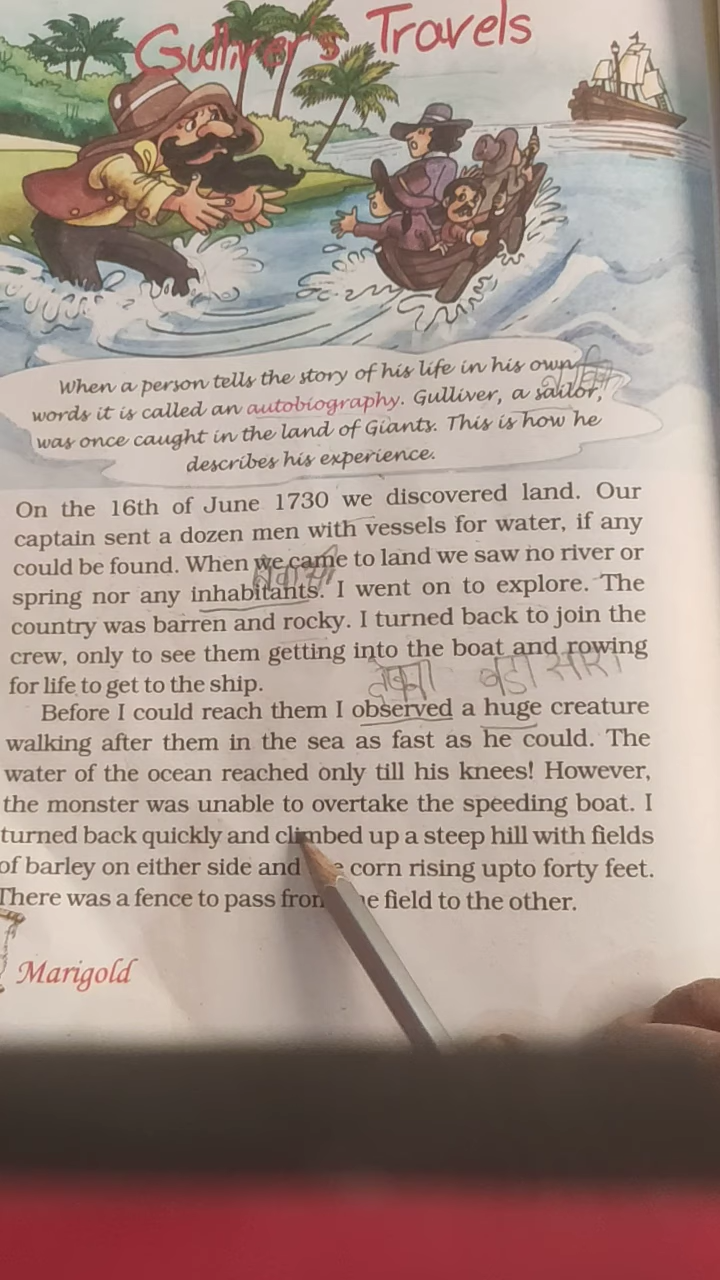 Gulliver's Travels
When a person tells the story of his life in his own
words it is called an autobiography. Gulliver, a sailor,
was once caught in the land of Giants. This is how he
describes his experience.
On the 16th of June 1730 we discovered land. Our
captain sent a dozen men with vessels for water, if any
could be found. When we came to land we saw no river or
spring nor any inhabitants. I went on to explore. The
country was barren and rocky. I turned back to join the
crew, only to see them getting into the boat and rowing
for life to get to the ship.
Before I could reach them I observed a huge creature
walking after them in the sea as fast as he could. The
water of the ocean reached only till his knees! However,
the monster was unable to overtake the speeding boat. I
turned back quickly and climbed up a steep hill with fields
of barley on either side and corn rising upto forty feet.
There was a fence to pass from field to the other.
Marigold